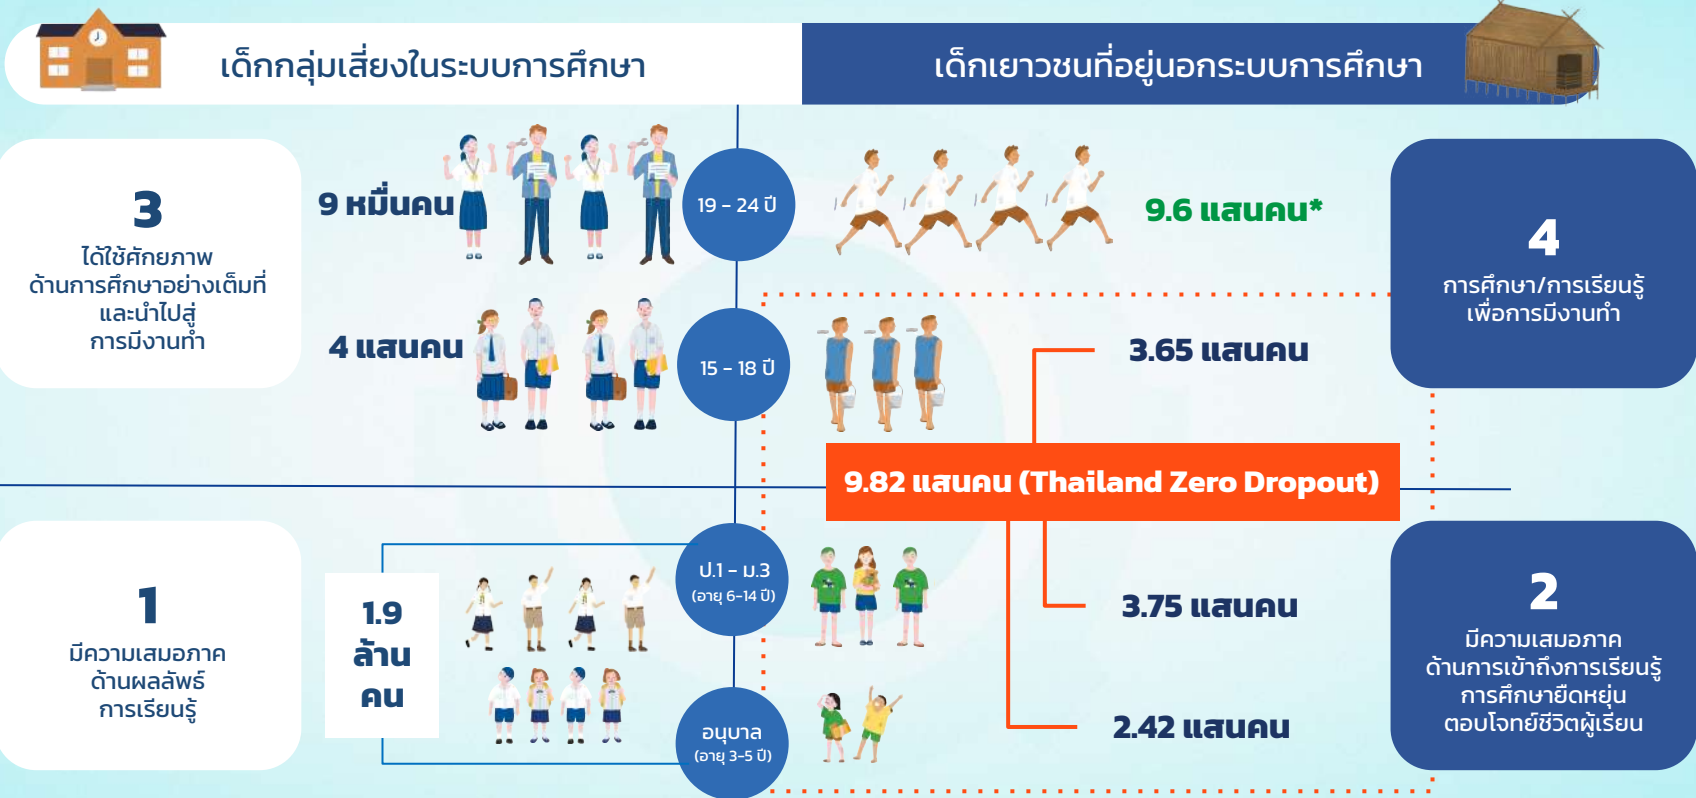 เด็กกลุ่มเสี่ยงในระบบการศึกษา
เด็กเยาวชนที่อยู่นอกระบบการศึกษา
3
ได้ใช้ศักยภาพ
ด้านการศึกษาอย่างเต็มที่
และนำไปสู่
การมีงานทำ
9 หมื่นคน
19 - 24 ปี
9.6 แสนคน*
4
การศึกษา/การเรียนรู้
เพื่อการมีงานทำ
4 แสนคน
15 - 18 ปี
3.65 แสนคน
9.82 แสนคน (Thailand Zero Dropout)
1
มีความเสมอภาค
ด้านผลลัพธ์
การเรียนรู้
1.9
ล้าน
คน
ป.1 - ม.3
(อายุ 6-14 ปี)
3.75 แสนคน
2
มีความเสมอภาค
ด้านการเข้าถึงการเรียนรู้
การศึกษายืดหยุ่น
ตอบโจทย์ชีวิตผู้เรียน
อนุบาล
(อายุ 3-5 ปี)
2.42 แสนคน